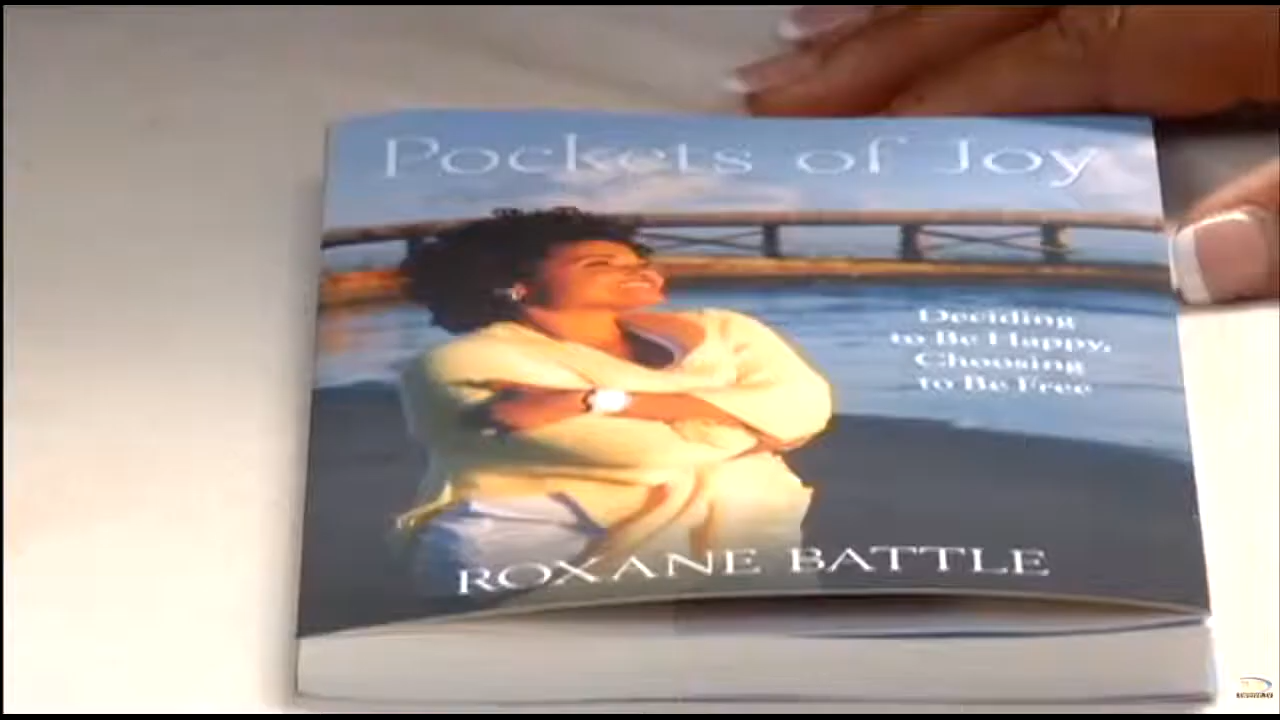 Pockets of Joy
Deciding
to Be Happy,
Choosing
to Be Free
ROXANE BATTLE